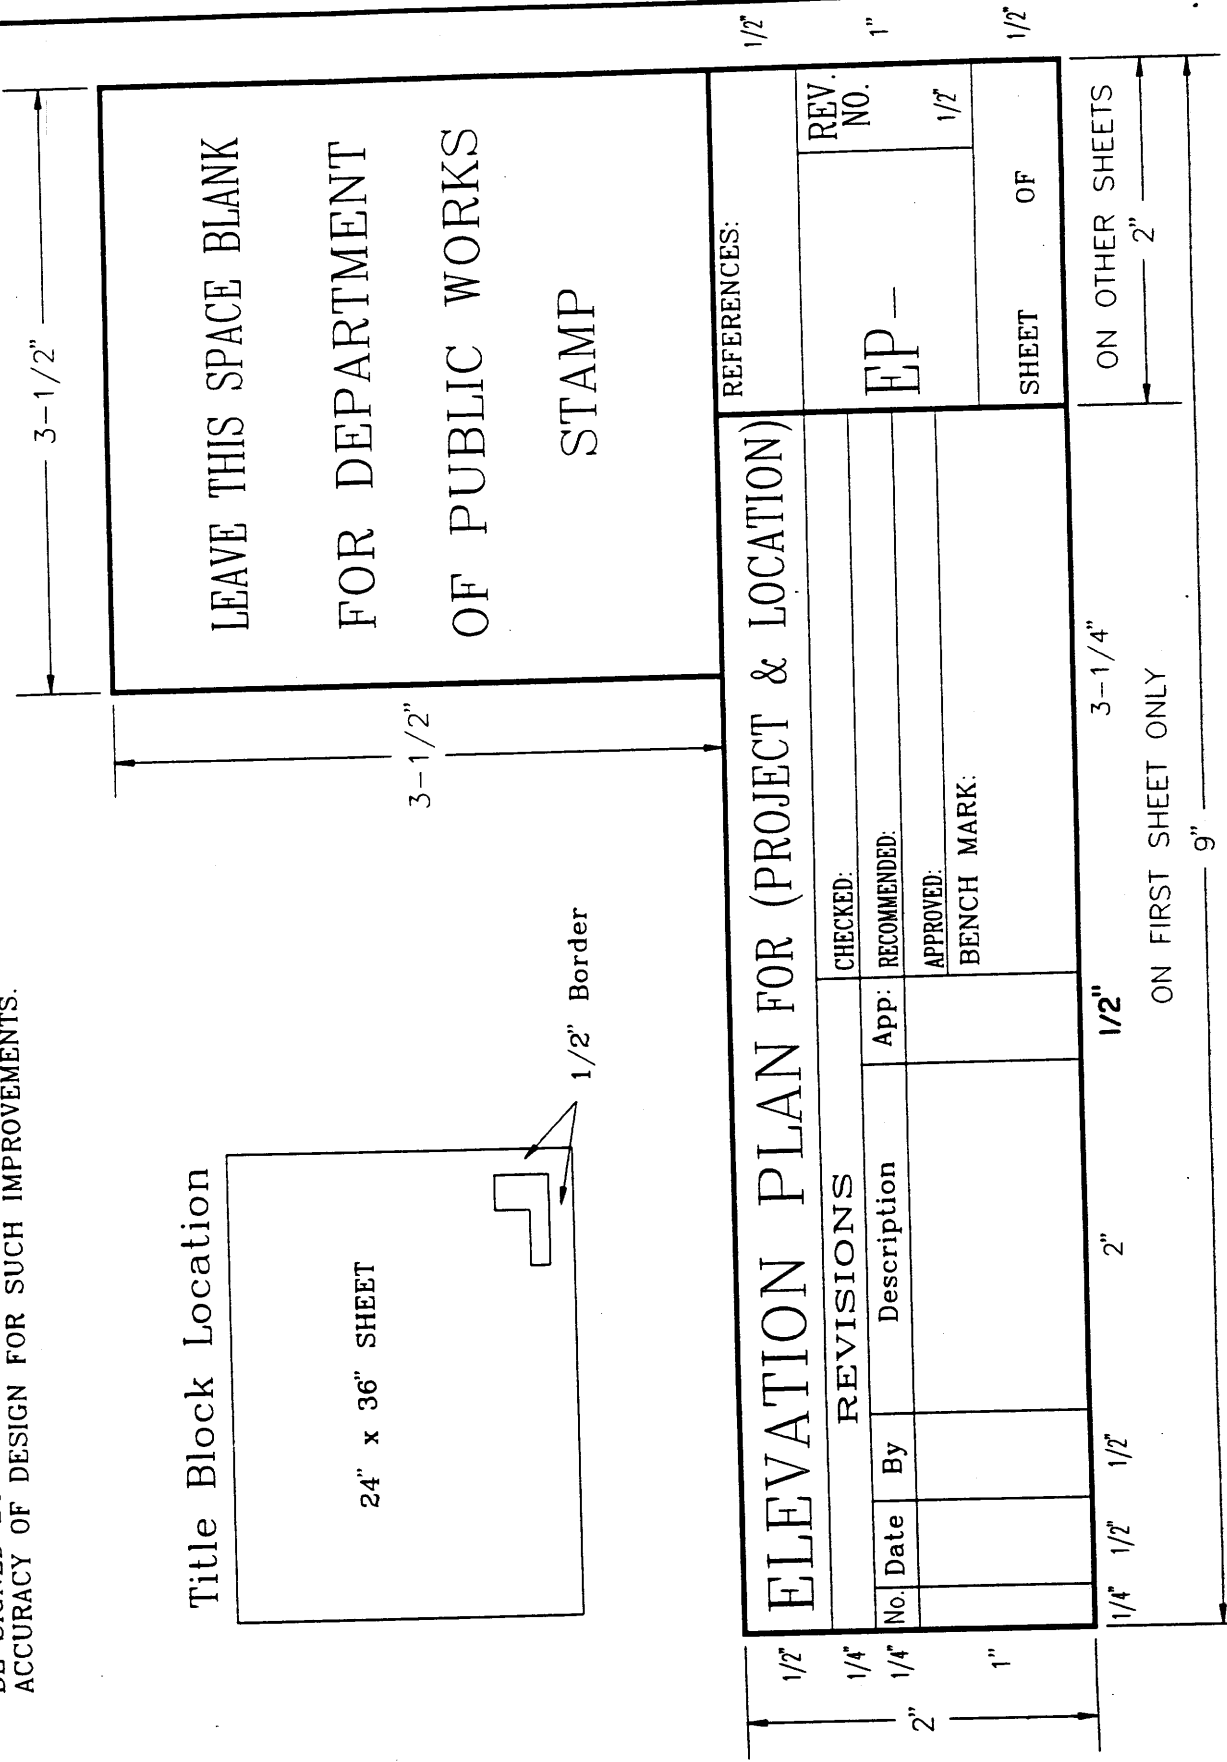 ACCURACY OF DESIGN FOR SUCH IMPROVEMENTS.
Title Block Location
24" x 36" SHEET
1/2" Border
3-1/2"
3-1/2"
LEAVE THIS SPACE BLANK
FOR DEPARTMENT
OF PUBLIC WORKS
STAMP
ELEVATION PLAN FOR (PROJECT & LOCATION)
REFERENCES:
REVISIONS
No.
Date
By
Description
App:
CHECKED:
RECOMMENDED:
APPROVED:
BENCH MARK:
EP_
REV.
NO.
1/2"
SHEET OF
1/2"
1"
1/2"
1/2"
1/4"
1/4"
1"
2"
1/4"
1/2"
1/2"
2"
1/2"
3-1/4"
ON OTHER SHEETS
2"
ON FIRST SHEET ONLY
9"